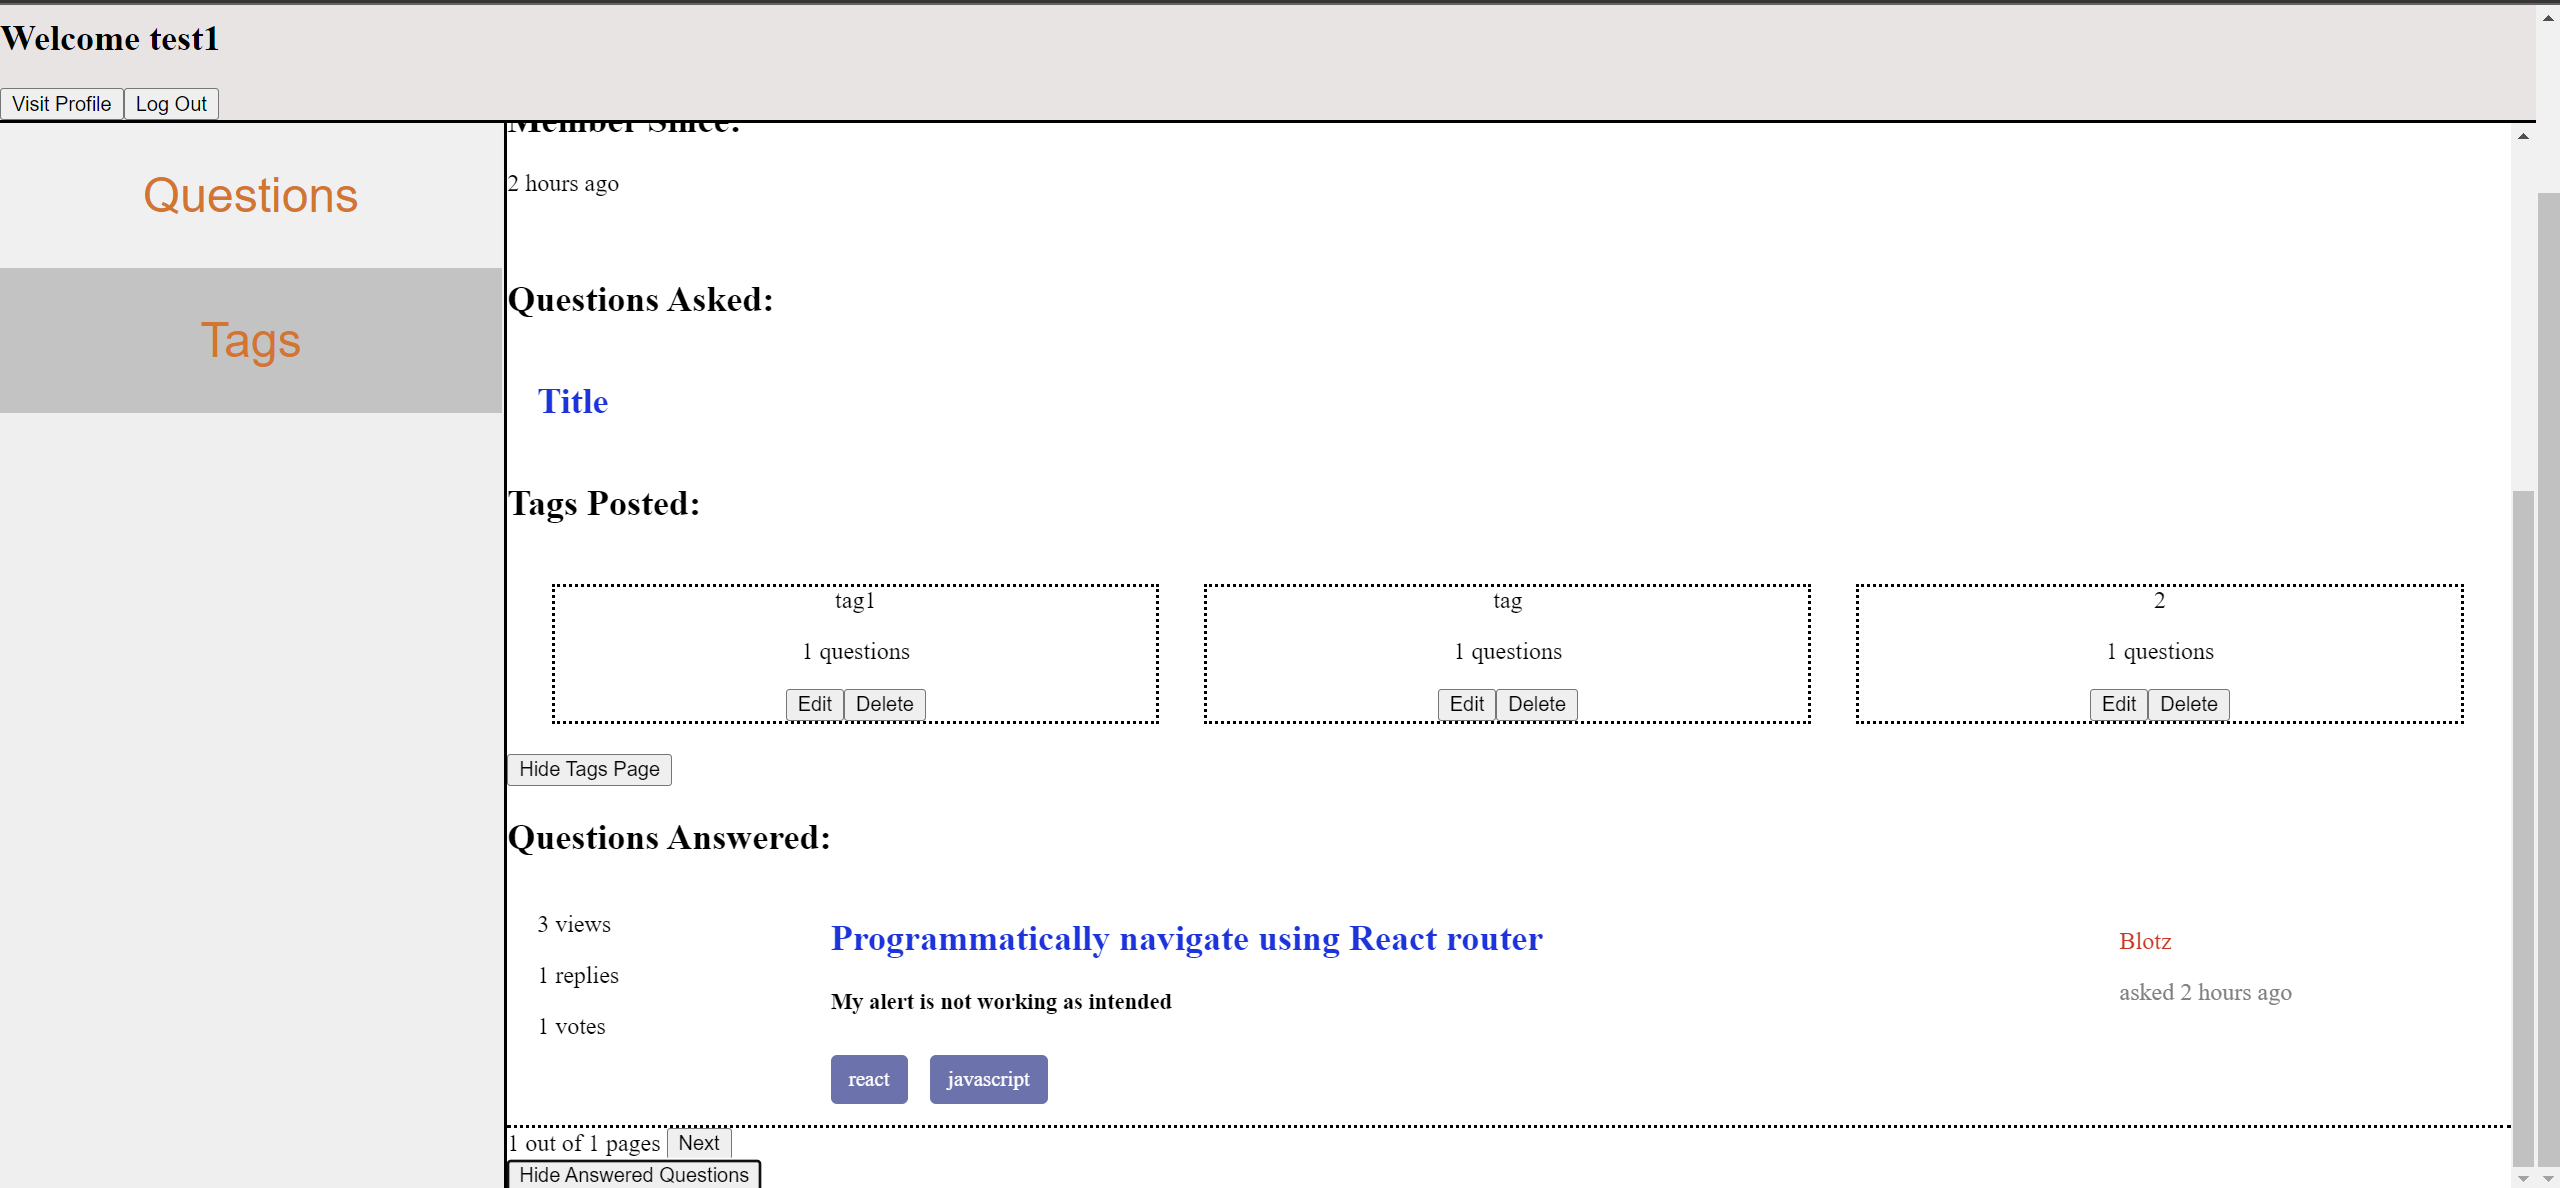 Welcome test1
Visit Profile Log Out
Questions
Tags
Member Since:
2 hours ago
Questions Asked:
Title
Tags Posted:
tag1
1 questions
Edit Delete
tag
1 questions
Edit Delete
2
1 questions
Edit Delete
Hide Tags Page
Questions Answered:
3 views
1 replies
1 votes
Programmatically navigate using React router
My alert is not working as intended
react javascript
Blotz
asked 2 hours ago
1 out of 1 pages Next
Hide Answered Questions